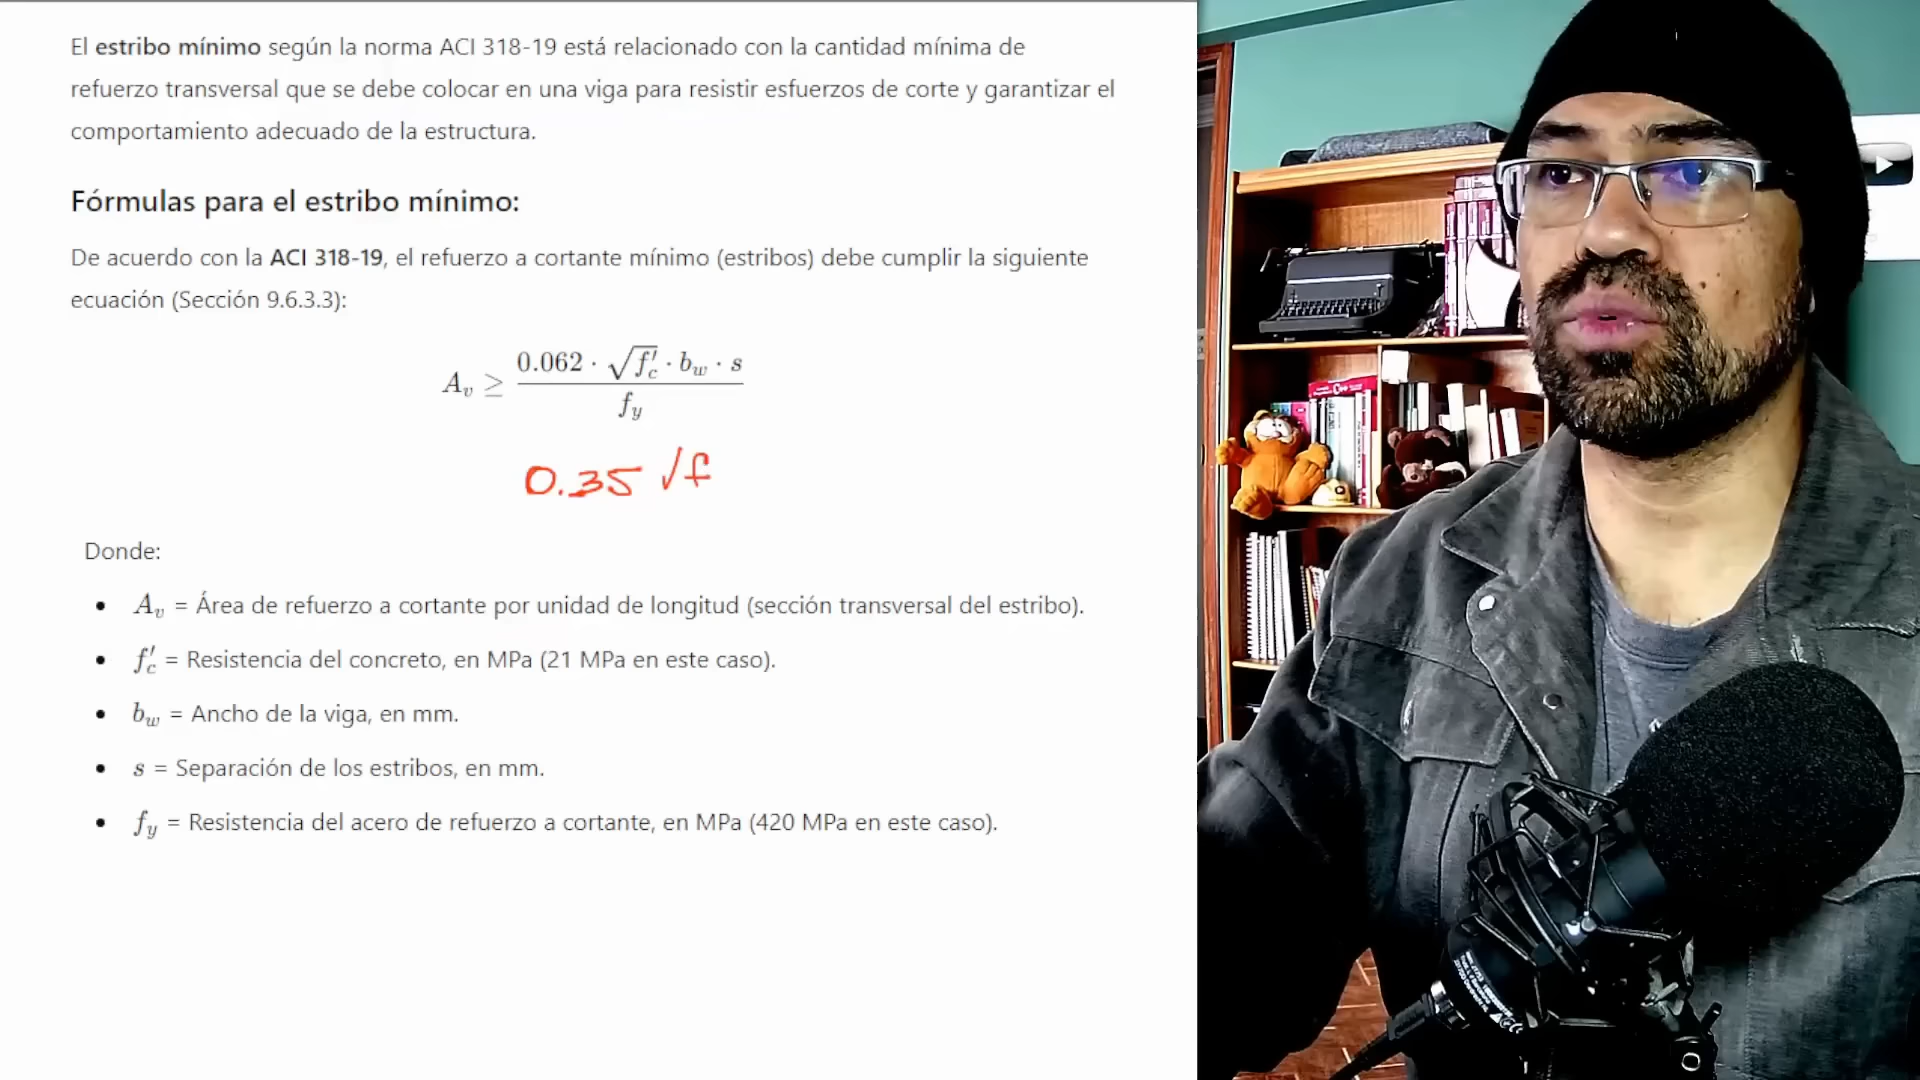 El estribo mínimo según la norma ACI 318-19 está relacionado con la cantidad mínima de
refuerzo transversal que se debe colocar en una viga para resistir esfuerzos de corte y garantizar el
comportamiento adecuado de la estructura.
Fórmulas para el estribo mínimo:
De acuerdo con la ACI 318-19, el refuerzo a cortante mínimo (estribos) debe cumplir la siguiente
ecuación (Sección 9.6.3.3):
A_v ≥ (0.062 · √f'_c · b_w · s) / f_y
0.35 √f
Donde:
• A_v = Área de refuerzo a cortante por unidad de longitud (sección transversal del estribo).
• f'_c = Resistencia del concreto, en MPa (21 MPa en este caso).
• b_w = Ancho de la viga, en mm.
• s = Separación de los estribos, en mm.
• f_y = Resistencia del acero de refuerzo a cortante, en MPa (420 MPa en este caso).